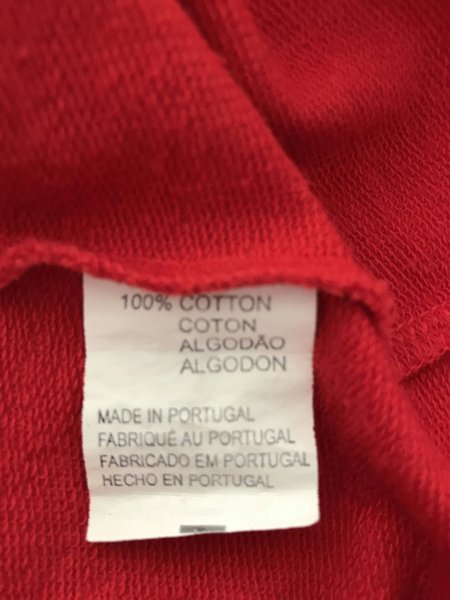 100% COTTON
COTON
ALGODÃO
ALGODON
MADE IN PORTUGAL
FABRIQUÉ AU PORTUGAL
FABRICADO EM PORTUGAL
HECHO EN PORTUGAL